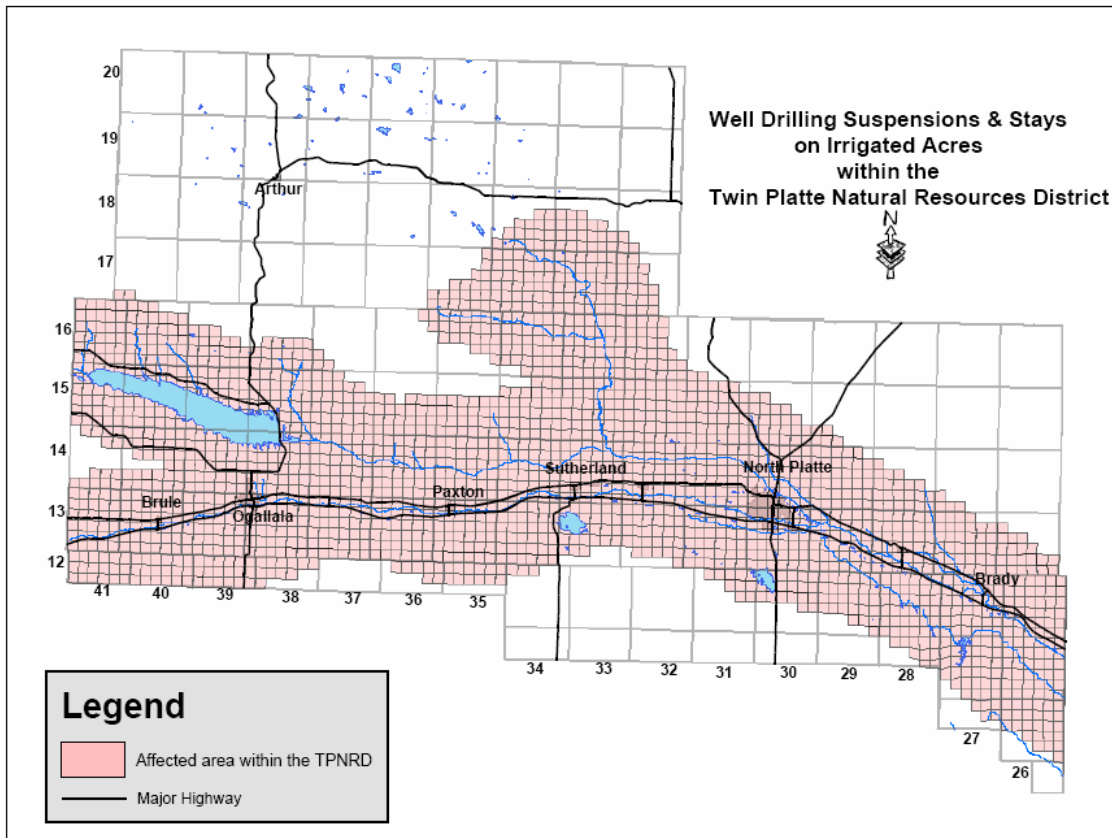 Well Drilling Suspensions & Stays
on Irrigated Acres
within the
Twin Platte Natural Resources District
N
20
19
18
17
16
15
14
13
12
Arthur
Brule
Ogallala
Paxton
Sutherland
North Platte
Brady
41
40
39
38
37
36
35
34
33
32
31
30
29
28
27
26
Legend
Affected area within the TPNRD
Major Highway